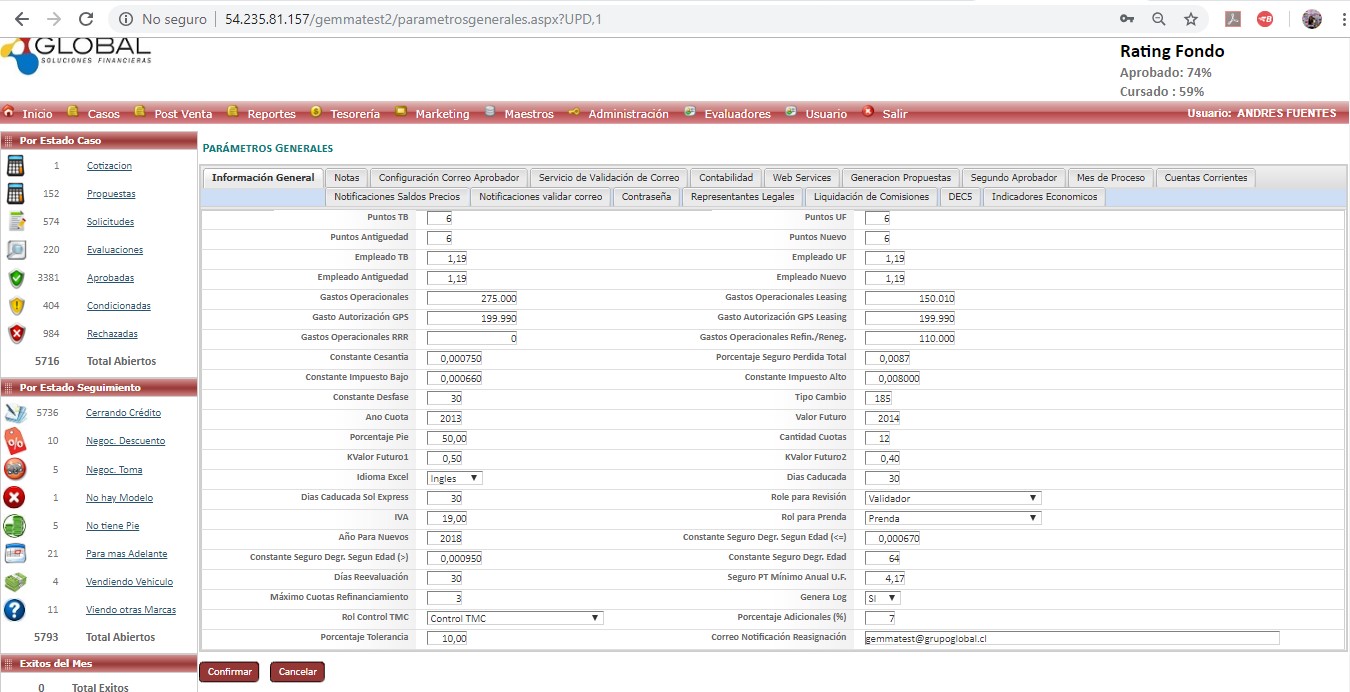 No seguro | 54.235.81.157/gemmatest2/parametrosgenerales.aspx?UPD,1
GLOBAL
SOLUCIONES FINANCIERAS
Rating Fondo
Aprobado: 74%
Cursado : 59%
Inicio Casos Post Venta Reportes Tesorería Marketing Maestros Administración Evaluadores Usuario Salir Usuario: ANDRES FUENTES
Por Estado Caso
1 Cotizacion
152 Propuestas
574 Solicitudes
220 Evaluaciones
3381 Aprobadas
404 Condicionadas
984 Rechazadas
5716 Total Abiertos
Por Estado Seguimiento
5736 Cerrando Crédito
10 Negoc. Descuento
5 Negoc. Toma
1 No hay Modelo
5 No tiene Pie
21 Para mas Adelante
4 Vendiendo Vehiculo
11 Viendo otras Marcas
5793 Total Abiertos
Exitos del Mes
0 Total Exitos
PARÁMETROS GENERALES
Información General Notas Configuración Correo Aprobador Servicio de Validación de Correo Contabilidad Web Services Generacion Propuestas Segundo Aprobador Mes de Proceso Cuentas Corrientes
Notificaciones Saldos Precios Notificaciones validar correo Contraseña Representantes Legales Liquidación de Comisiones DEC5 Indicadores Economicos
Puntos TB 6 Puntos UF 6
Puntos Antiguedad 6 Puntos Nuevo 6
Empleado TB 1,19 Empleado UF 1,19
Empleado Antiguedad 1,19 Empleado Nuevo 1,19
Gastos Operacionales 275.000 Gastos Operacionales Leasing 150.010
Gasto Autorización GPS 199.990 Gasto Autorización GPS Leasing 199.990
Gastos Operacionales RRR 0 Gastos Operacionales Refin./Reneg. 110.000
Constante Cesantia 0,000750 Porcentaje Seguro Perdida Total 0,0087
Constante Impuesto Bajo 0,000660 Constante Impuesto Alto 0,008000
Constante Desfase 30 Tipo Cambio 185
Ano Cuota 2013 Valor Futuro 2014
Porcentaje Pie 50,00 Cantidad Cuotas 12
KValor Futuro1 0,50 KValor Futuro2 0,40
Idioma Excel Ingles Dias Caducada 30
Dias Caducada Sol Express 30 Role para Revisión Validador
IVA 19,00 Rol para Prenda Prenda
Año Para Nuevos 2018 Constante Seguro Degr. Segun Edad (<=) 0,000670
Constante Seguro Degr. Segun Edad (>) 0,000950 Constante Seguro Degr. Edad 64
Días Reevaluación 30 Seguro PT Mínimo Anual U.F. 4,17
Máximo Cuotas Refinanciamiento 3 Genera Log SI
Rol Control TMC Control TMC Porcentaje Adicionales (%) 7
Porcentaje Tolerancia 10,00 Correo Notificación Reasignación gemmatest@grupoglobal.cl
Confirmar Cancelar